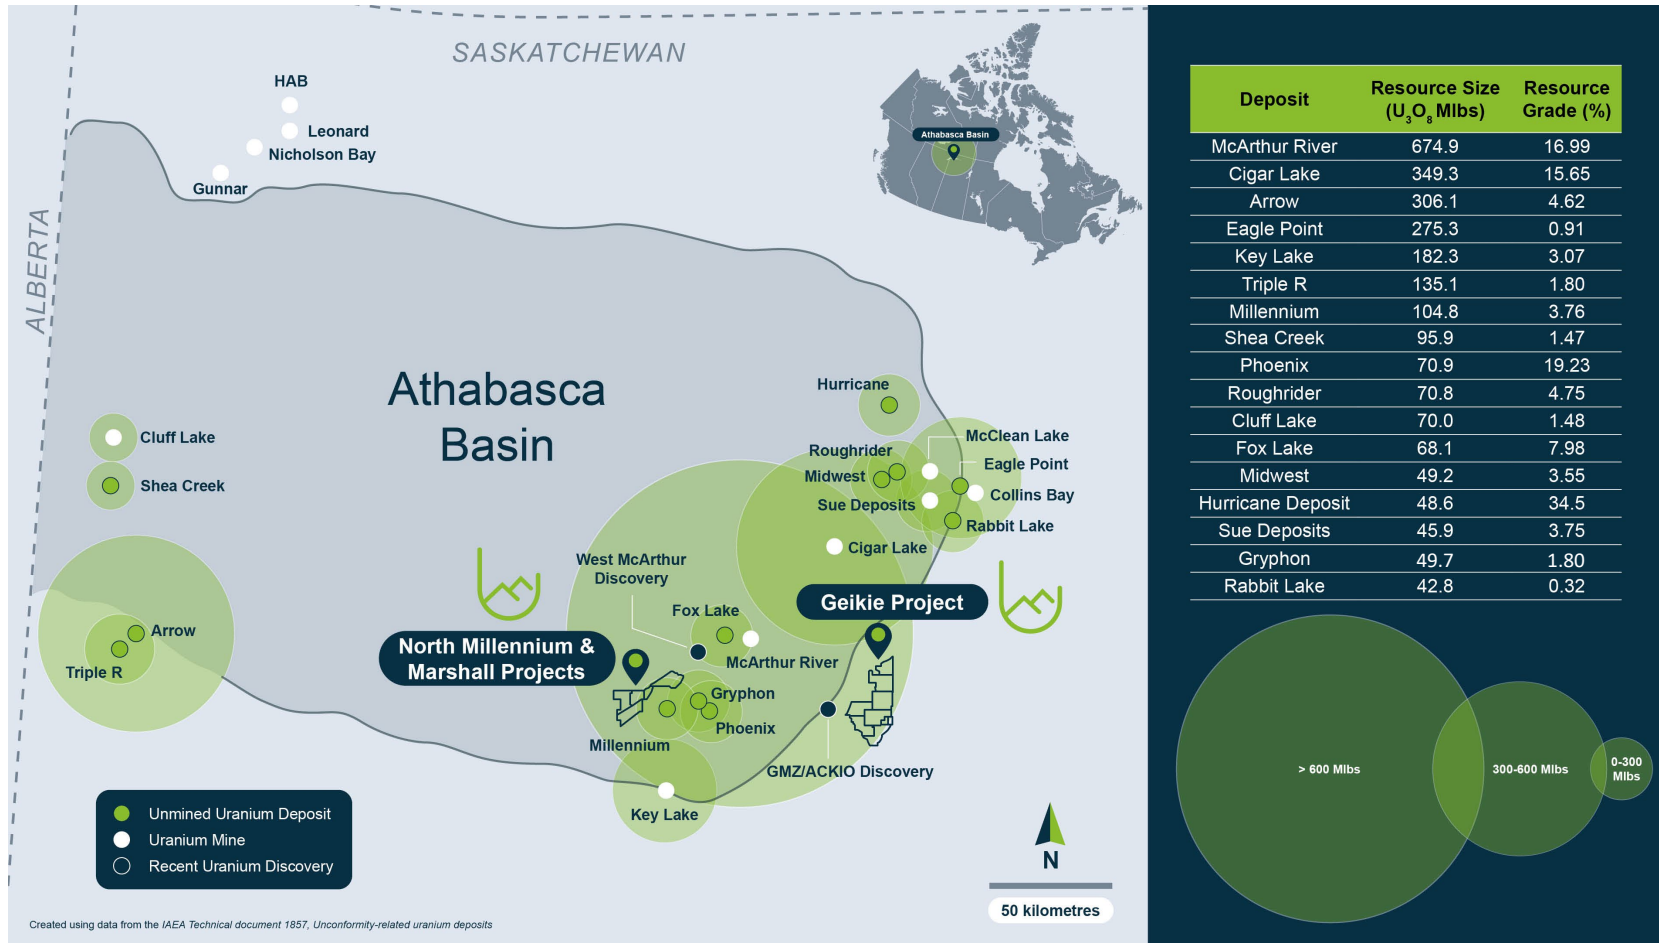 SASKATCHEWAN
ALBERTA
HAB
Leonard
Nicholson Bay
Gunnar
Athabasca Basin
Athabasca
Basin
Hurricane
Cluff Lake
Shea Creek
McClean Lake
Roughrider
Eagle Point
Midwest
Collins Bay
Sue Deposits
Rabbit Lake
Cigar Lake
West McArthur
Discovery
Geikie Project
Fox Lake
Arrow
Triple R
North Millennium &
Marshall Projects
McArthur River
Gryphon
Phoenix
Millennium
GMZ/ACKIO Discovery
Key Lake
Unmined Uranium Deposit
Uranium Mine
Recent Uranium Discovery
N
50 kilometres
Created using data from the IAEA Technical document 1857, Unconformity-related uranium deposits
Deposit Resource Size (U3O8 Mlbs) Resource Grade (%)
McArthur River 674.9 16.99
Cigar Lake 349.3 15.65
Arrow 306.1 4.62
Eagle Point 275.3 0.91
Key Lake 182.3 3.07
Triple R 135.1 1.80
Millennium 104.8 3.76
Shea Creek 95.9 1.47
Phoenix 70.9 19.23
Roughrider 70.8 4.75
Cluff Lake 70.0 1.48
Fox Lake 68.1 7.98
Midwest 49.2 3.55
Hurricane Deposit 48.6 34.5
Sue Deposits 45.9 3.75
Gryphon 49.7 1.80
Rabbit Lake 42.8 0.32
> 600 Mlbs
300-600 Mlbs
0-300
Mlbs